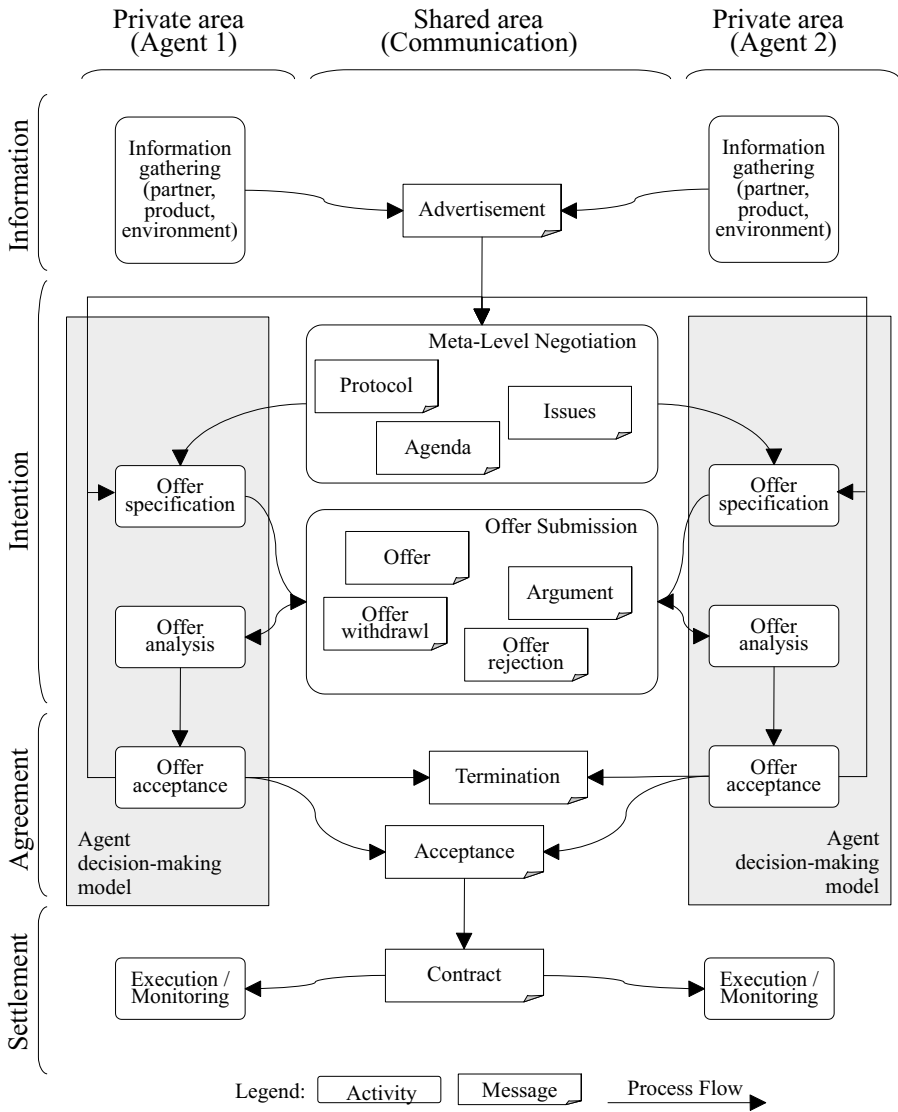 Private area
(Agent 1)
Shared area
(Communication)
Private area
(Agent 2)
Information
Information
gathering
(partner,
product,
environment)
Advertisement
Information
gathering
(partner,
product,
environment)
Intention
Meta-Level Negotiation
Protocol
Issues
Agenda
Offer
specification
Offer
specification
Offer Submission
Offer
Argument
Offer
withdrawl
Offer
rejection
Offer
analysis
Offer
analysis
Agreement
Offer
acceptance
Termination
Offer
acceptance
Acceptance
Agent
decision-making
model
Agent
decision-making
model
Settlement
Execution /
Monitoring
Contract
Execution /
Monitoring
Legend:
Activity
Message
Process Flow